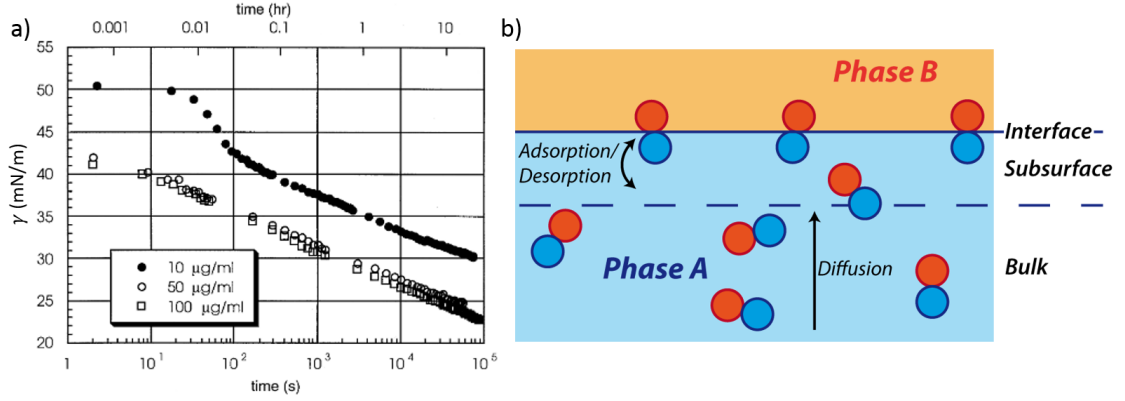 a)
time (hr)
0.001 0.01 0.1 1 10
55
50
45
40
35
30
25
20
γ (mN/m)
10 µg/ml
50 µg/ml
100 µg/ml
1 10¹ 10² 10³ 10⁴ 10⁵
time (s)
b)
Phase B
Interface
Adsorption/
Desorption
Subsurface
Phase A
Diffusion
Bulk